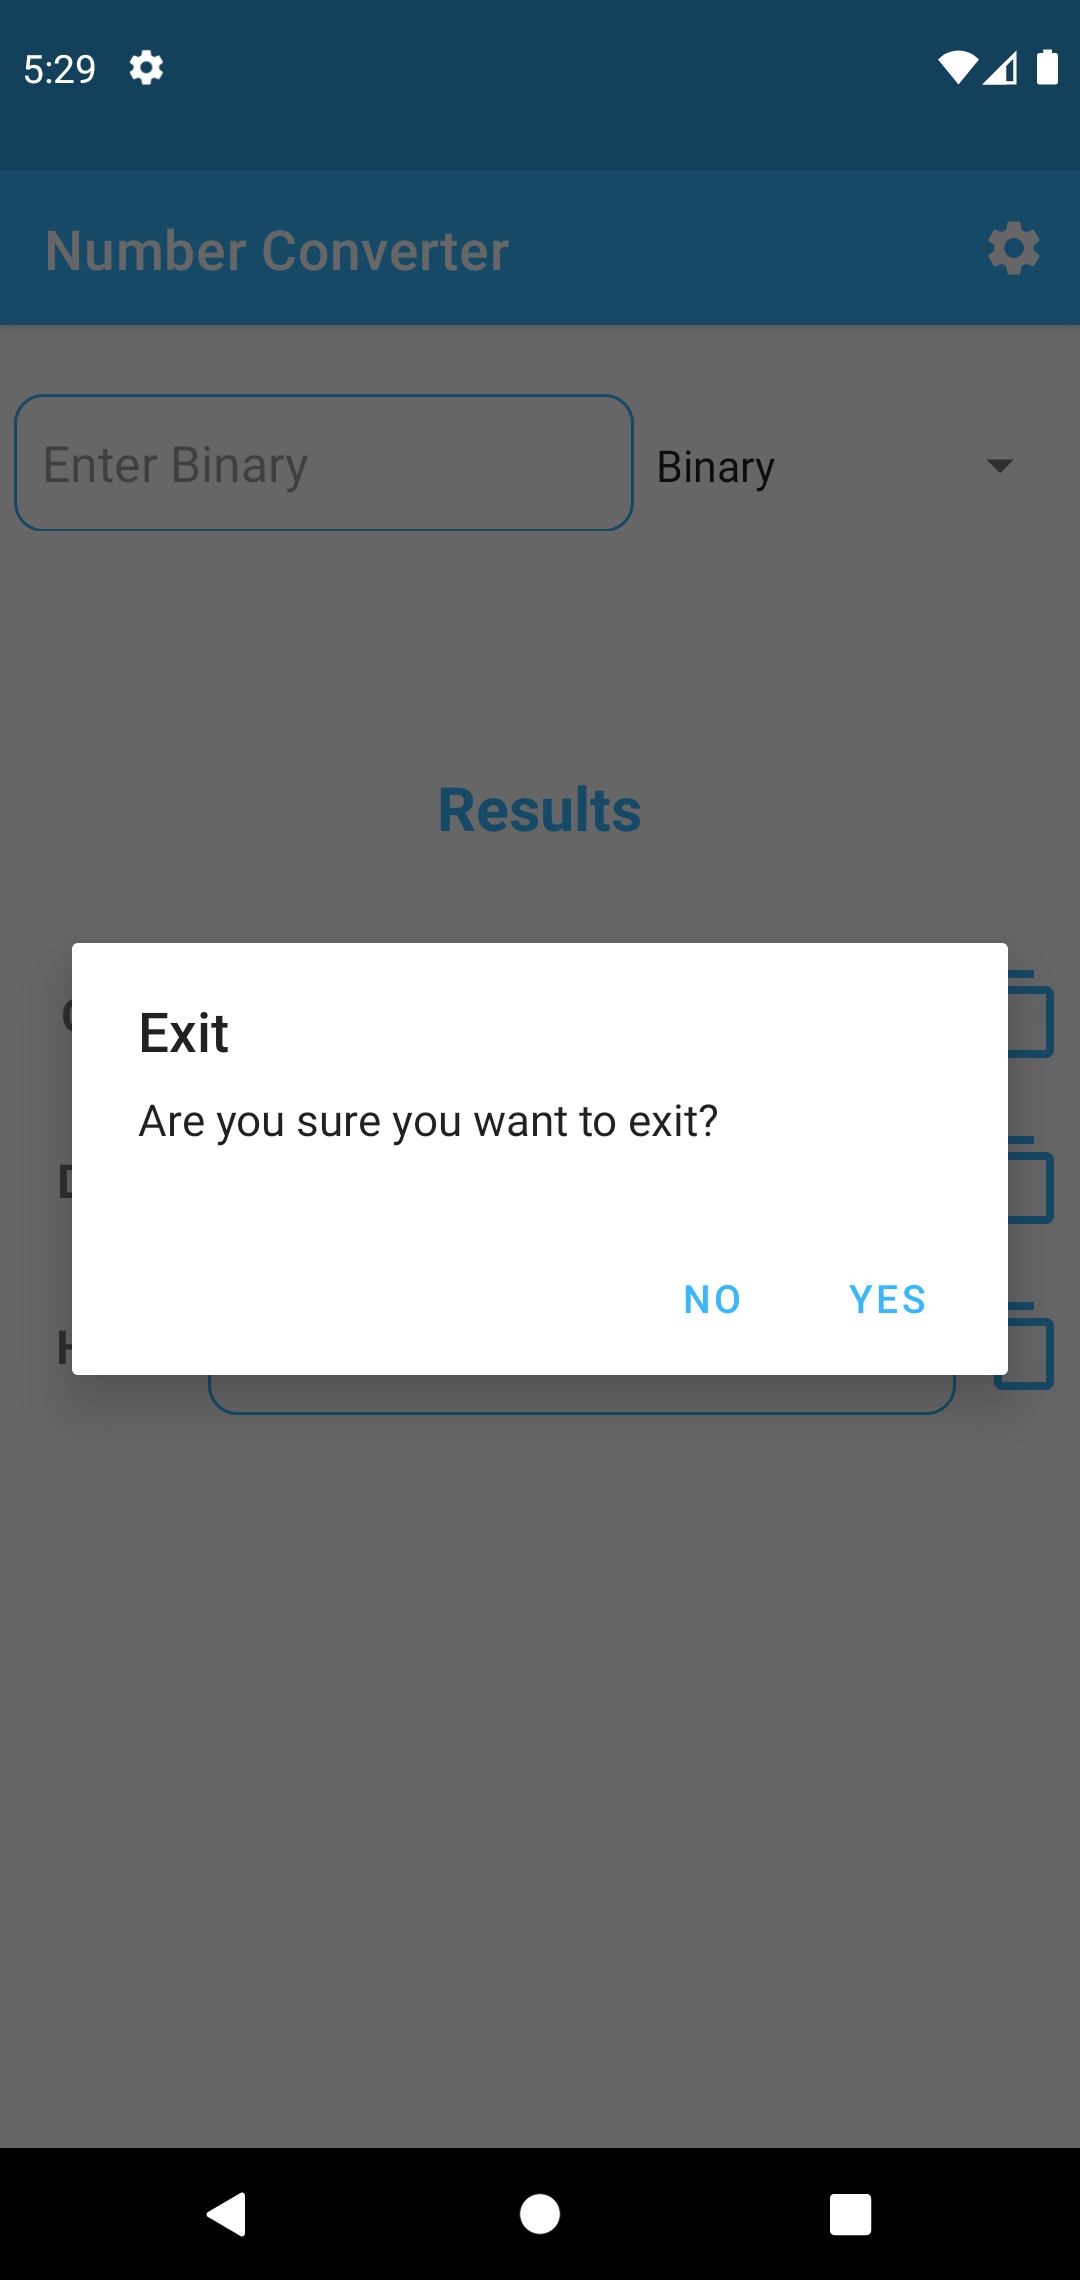 5:29
Number Converter
Enter Binary
Binary
Results
Exit
Are you sure you want to exit?
NO
YES